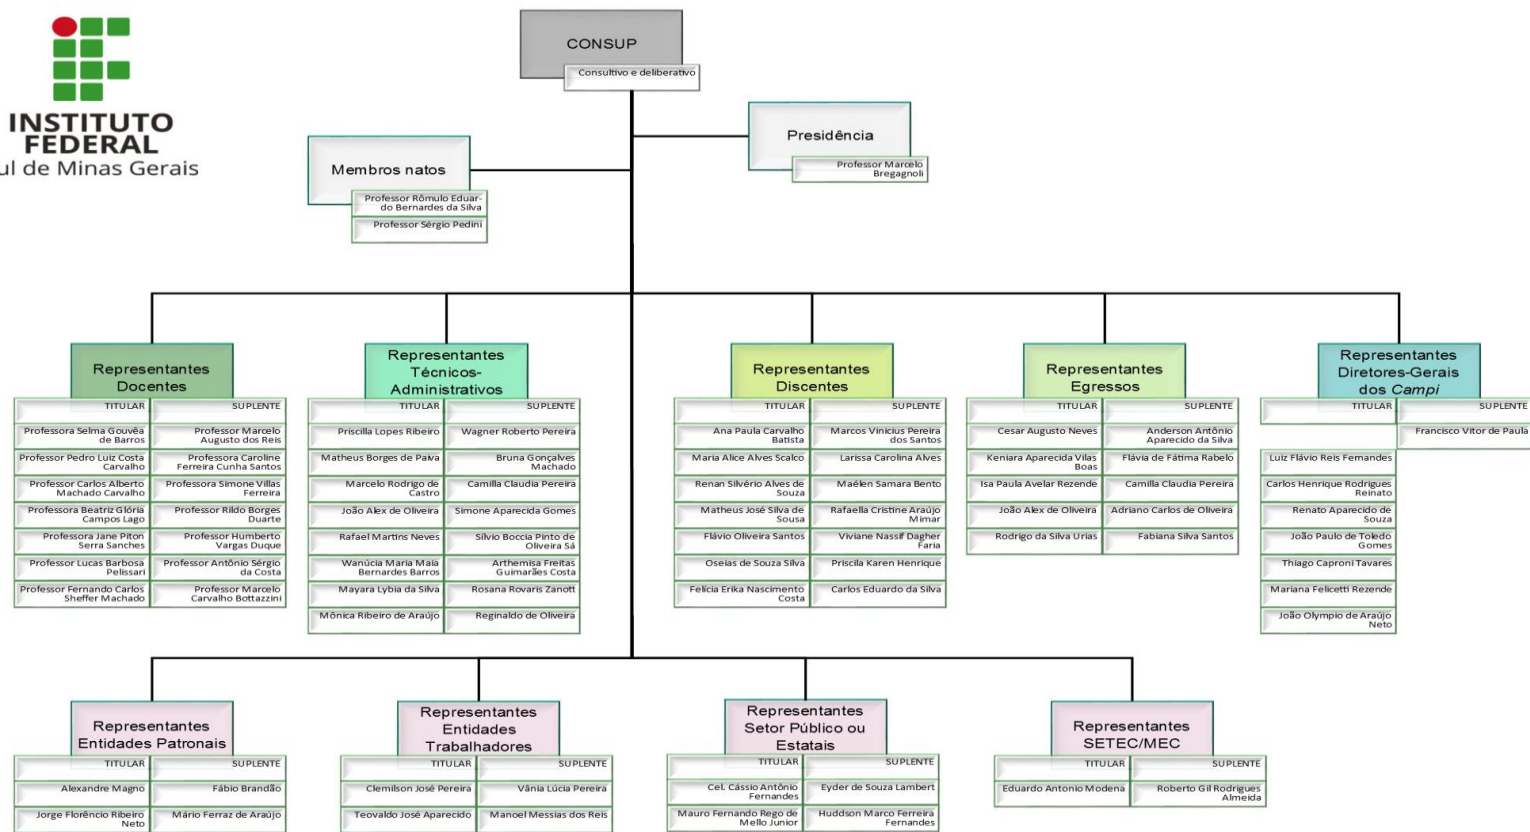 CONSUP
Consultivo e deliberativo
INSTITUTO
FEDERAL
ul de Minas Gerais
Presidência
Professor Marcelo
Bregagnoli
Membros natos
Professor Rômulo Eduar-
do Bernardes da Silva
Professor Sérgio Pedini
Representantes
Docentes
TITULAR
SUPLENTE
Professora Selma Gouvêa
de Barros
Professor Marcelo
Augusto dos Reis
Professor Pedro Luiz Costa
Carvalho
Professora Caroline
Ferreira Cunha Santos
Professor Carlos Alberto
Machado Carvalho
Professora Simone Villas
Ferreira
Professora Beatriz Glória
Campos Lago
Professor Rildo Borges
Duarte
Professora Jane Piton
Serra Sanches
Professor Humberto
Vargas Duque
Professor Lucas Barbosa
Pelissari
Professor Antônio Sérgio
da Costa
Professor Fernando Carlos
Sheffer Machado
Professor Marcelo
Carvalho Bottazzini
Representantes
Técnicos-
Administrativos
TITULAR
SUPLENTE
Priscilla Lopes Ribeiro
Wagner Roberto Pereira
Matheus Borges de Paiva
Bruna Gonçalves
Machado
Marcelo Rodrigo de
Castro
Camilla Claudia Pereira
João Alex de Oliveira
Simone Aparecida Gomes
Rafael Martins Neves
Sílvio Boccia Pinto de
Oliveira Sá
Wanúcia Maria Maia
Bernardes Barros
Arthemisa Freitas
Guimarães Costa
Mayara Lybia da Silva
Rosana Rovaris Zanott
Mônica Ribeiro de Araújo
Reginaldo de Oliveira
Representantes
Discentes
TITULAR
SUPLENTE
Ana Paula Carvalho
Batista
Marcos Vinicius Pereira
dos Santos
Maria Alice Alves Scalco
Larissa Carolina Alves
Renan Silvério Alves de
Souza
Maélen Samara Bento
Matheus José Silva de
Sousa
Rafaella Cristine Araújo
Mimar
Flávio Oliveira Santos
Viviane Nassif Dagher
Faria
Oseias de Souza Silva
Priscila Karen Henrique
Felícia Erika Nascimento
Costa
Carlos Eduardo da Silva
Representantes
Egressos
TITULAR
SUPLENTE
Cesar Augusto Neves
Anderson Antônio
Aparecido da Silva
Keniara Aparecida Vilas
Boas
Flávia de Fátima Rabelo
Isa Paula Avelar Rezende
Camilla Claudia Pereira
João Alex de Oliveira
Adriano Carlos de Oliveira
Rodrigo da Silva Urias
Fabiana Silva Santos
Representantes
Diretores-Gerais
dos Campi
TITULAR
SUPLENTE
Francisco Vitor de Paula
Luiz Flávio Reis Fernandes
Carlos Henrique Rodrigues
Reinato
Renato Aparecido de
Souza
João Paulo de Toledo
Gomes
Thiago Caproni Tavares
Mariana Felicetti Rezende
João Olympio de Araújo
Neto
Representantes
Entidades Patronais
TITULAR
SUPLENTE
Alexandre Magno
Fábio Brandão
Jorge Florêncio Ribeiro
Neto
Mário Ferraz de Araújo
Representantes
Entidades
Trabalhadores
TITULAR
SUPLENTE
Clemilson José Pereira
Vânia Lúcia Pereira
Teovaldo José Aparecido
Manoel Messias dos Reis
Representantes
Setor Público ou
Estatais
TITULAR
SUPLENTE
Cel. Cássio Antônio
Fernandes
Eyder de Souza Lambert
Mauro Fernando Rego de
Mello Junior
Huddson Marco Ferreira
Fernandes
Representantes
SETEC/MEC
TITULAR
SUPLENTE
Eduardo Antonio Modena
Roberto Gil Rodrigues
Almeida